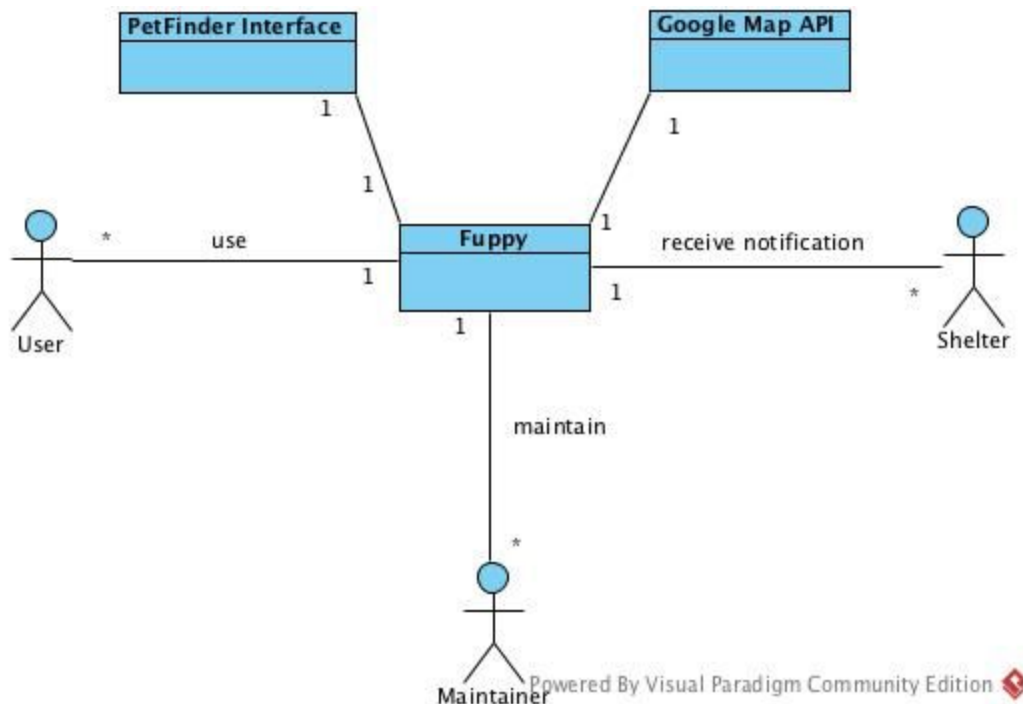 PetFinder Interface
Google Map API
1
1
1
1
*
use
1
Fuppy
receive notification
1
*
User
Shelter
1
maintain
*
Maintainer
Powered By Visual Paradigm Community Edition